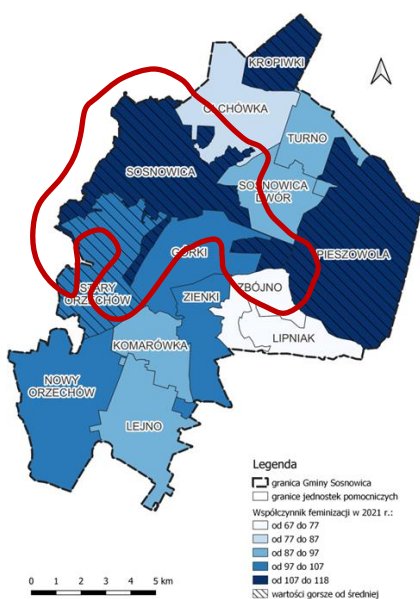 KROPIWKI
OLCHÓWKA
TURNO
SOSNOWICA
SOSNOWICA
DWÓR
PIESZOWOLA
GÓRKI
ZBÓJNO
STARY
ORZECHÓW
ZIENKI
LIPNIAK
KOMARÓWKA
NOWY
ORZECHÓW
LEJNO
Legenda
granica Gminy Sosnowica
granice jednostek pomocniczych
Współczynnik feminizacji w 2021 r.:
od 67 do 77
od 77 do 87
od 87 do 97
od 97 do 107
od 107 do 118
wartości gorsze od średniej
0 1 2 3 4 5 km